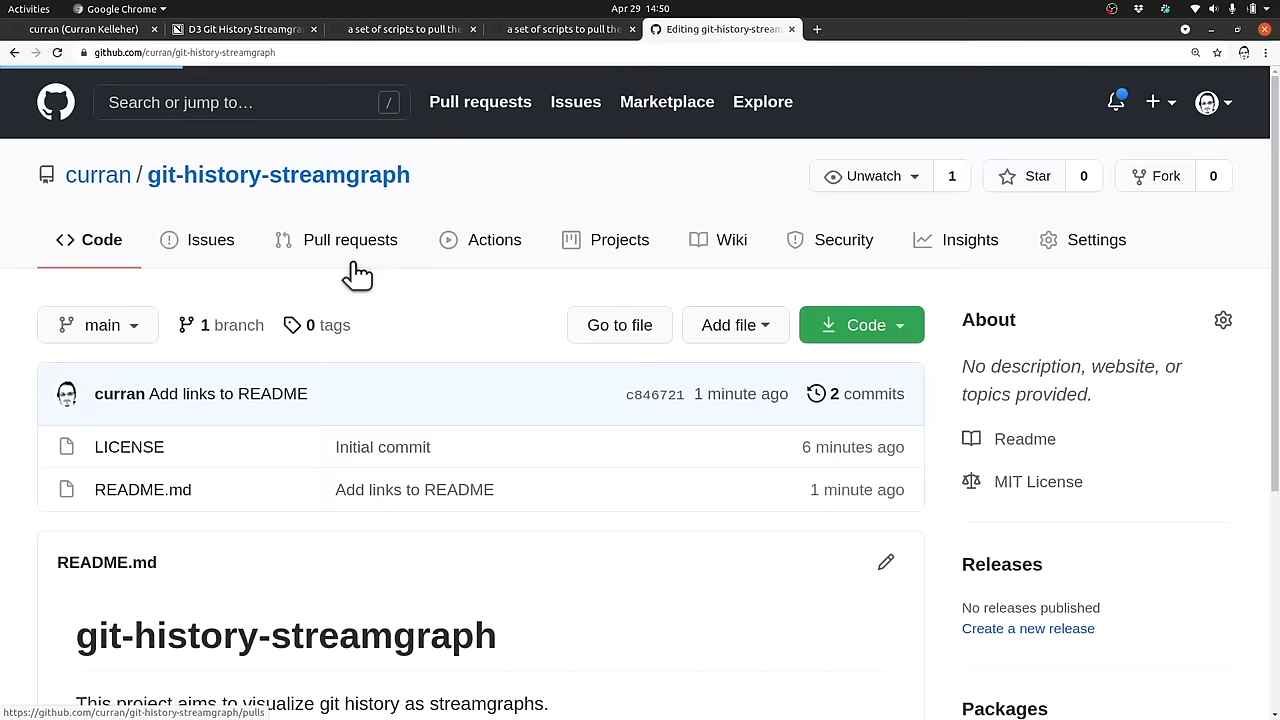 Activities
Google Chrome
Apr 29 14:50
curran (Curran Kelleher)
D3 Git History Streamgra
a set of scripts to pull the
a set of scripts to pull the
Editing git-history-stream
github.com/curran/git-history-streamgraph
Search or jump to…
/
Pull requests
Issues
Marketplace
Explore
curran / git-history-streamgraph
Unwatch
1
Star
0
Fork
0
Code
Issues
Pull requests
Actions
Projects
Wiki
Security
Insights
Settings
main
1 branch
0 tags
Go to file
Add file
Code
curran Add links to README
c846721
1 minute ago
2 commits
LICENSE
Initial commit
6 minutes ago
README.md
Add links to README
1 minute ago
README.md
git-history-streamgraph
This project aims to visualize git history as streamgraphs.
https://github.com/curran/git-history-streamgraph/pulls
About
No description, website, or
topics provided.
Readme
MIT License
Releases
No releases published
Create a new release
Packages